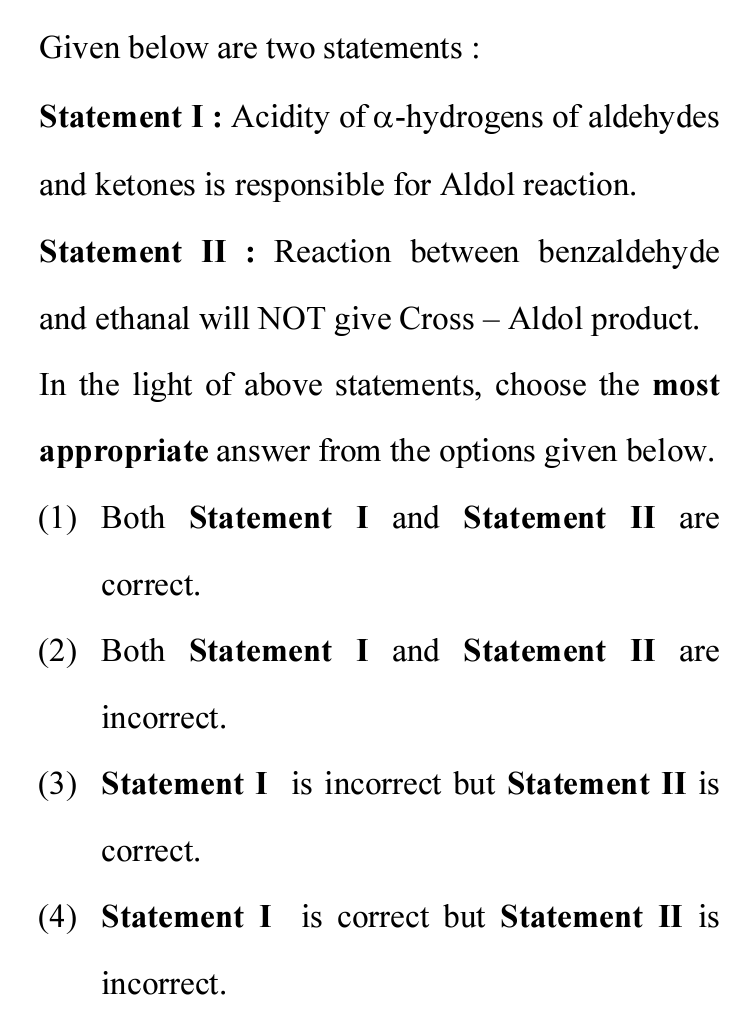 Given below are two statements :
Statement I : Acidity of α-hydrogens of aldehydes
and ketones is responsible for Aldol reaction.
Statement II : Reaction between benzaldehyde
and ethanal will NOT give Cross – Aldol product.
In the light of above statements, choose the most
appropriate answer from the options given below.
(1) Both Statement I and Statement II are
correct.
(2) Both Statement I and Statement II are
incorrect.
(3) Statement I is incorrect but Statement II is
correct.
(4) Statement I is correct but Statement II is
incorrect.